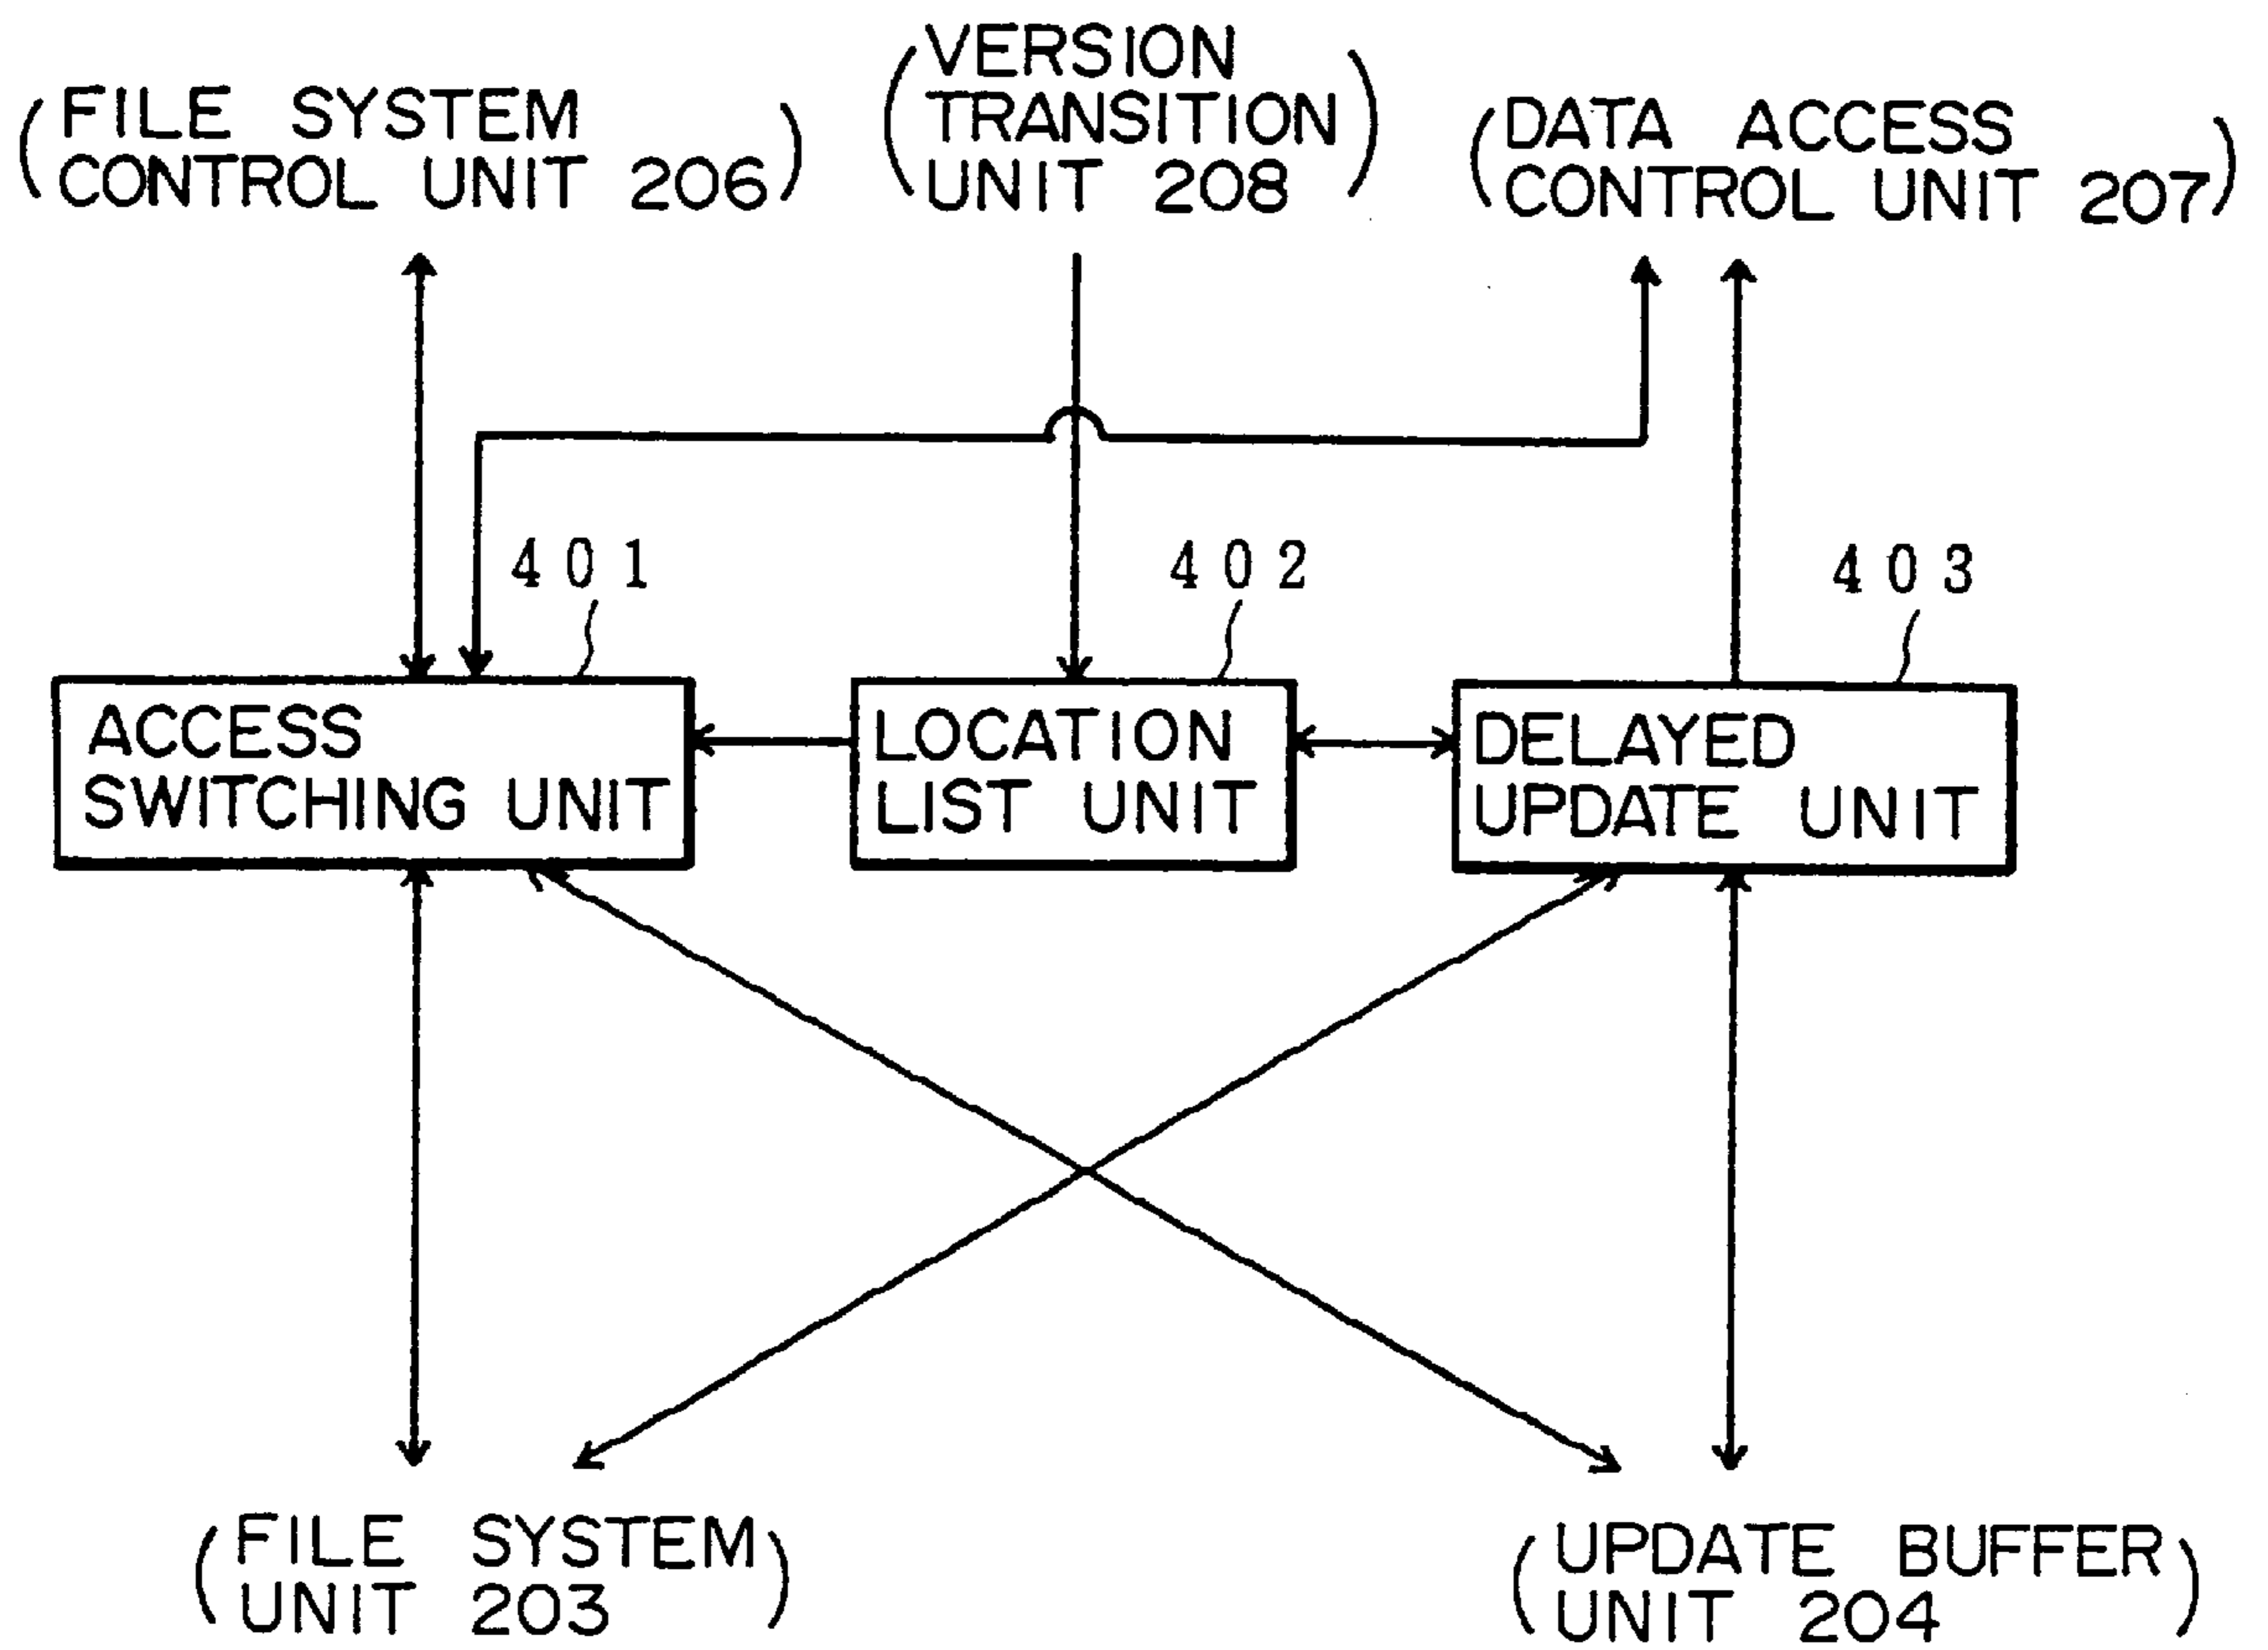 (FILE SYSTEM
CONTROL UNIT 206)
(VERSION
TRANSITION
UNIT 208)
(DATA ACCESS
CONTROL UNIT 207)
401
402
403
ACCESS
SWITCHING UNIT
LOCATION
LIST UNIT
DELAYED
UPDATE UNIT
(FILE SYSTEM
UNIT 203)
(UPDATE BUFFER
UNIT 204)